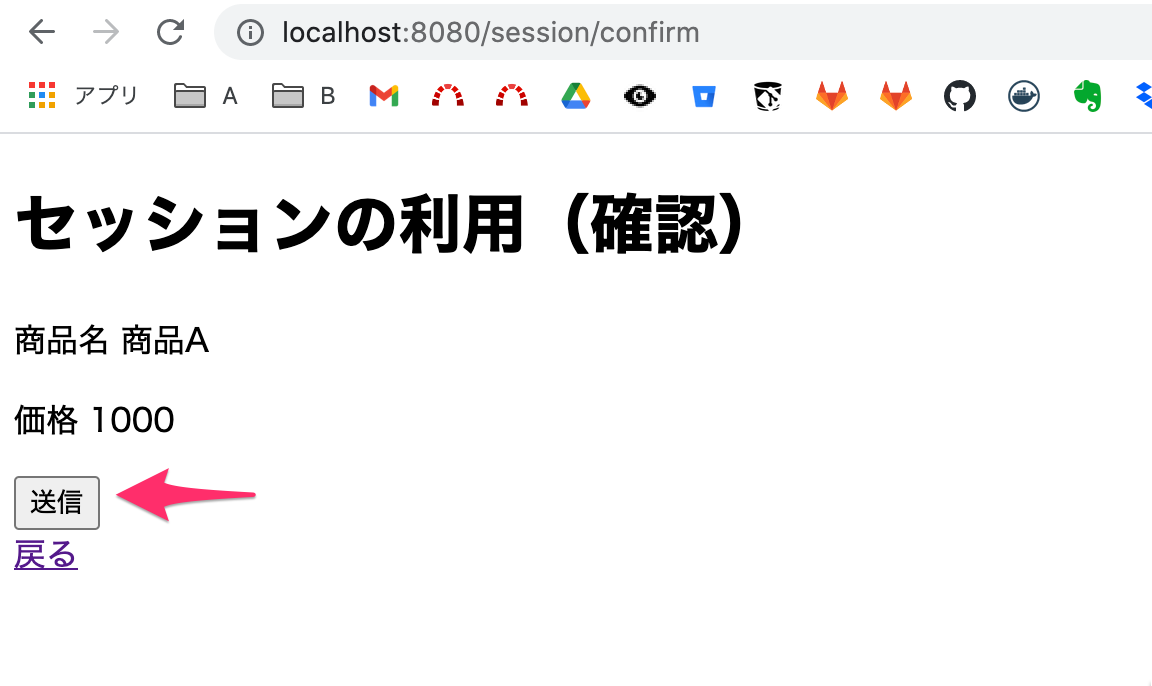 localhost:8080/session/confirm
アプリ A B
セッションの利用（確認）
商品名 商品A
価格 1000
送信
戻る